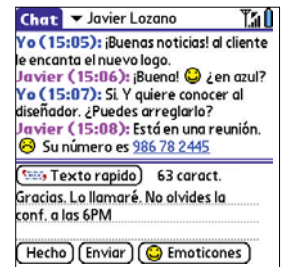 Chat ▼ Javier Lozano
Yo (15:05): ¡Buenas noticias! al cliente
le encanta el nuevo logo.
Javier (15:06): ¡Buena! ¿en azul?
Yo (15:07): Si. Y quiere conocer al
diseñador. ¿Puedes arreglarlo?
Javier (15:08): Está en una reunión.
Su número es 986 78 2445
Texto rapido 63 caract.
Gracias. Lo llamaré. No olvides la
conf. a las 6PM
Hecho Enviar Emoticones